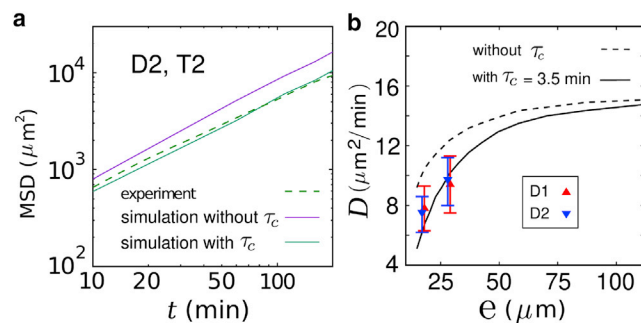 a
D2, T2
10⁴
10³
10²
MSD (μm²)
experiment
simulation without τc
simulation with τc
10
100
t (min)
b
without τc
with τc = 3.5 min
20
16
12
8
4
0
D (μm²/min)
D1
D2
25
50
75
100
e (μm)